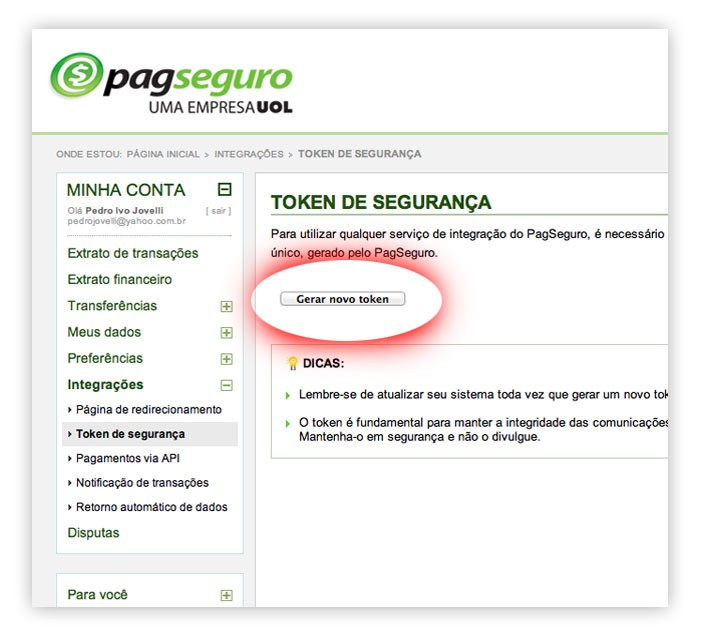 pagseguro
UMA EMPRESA UOL
ONDE ESTOU: PÁGINA INICIAL > INTEGRAÇÕES > TOKEN DE SEGURANÇA
MINHA CONTA
Olá Pedro Ivo Jovelli [ sair ]
pedrojovelli@yahoo.com.br
Extrato de transações
Extrato financeiro
Transferências
Meus dados
Preferências
Integrações
Página de redirecionamento
Token de segurança
Pagamentos via API
Notificação de transações
Retorno automático de dados
Disputas
Para você
TOKEN DE SEGURANÇA
Para utilizar qualquer serviço de integração do PagSeguro, é necessário
único, gerado pelo PagSeguro.
Gerar novo token
DICAS:
Lembre-se de atualizar seu sistema toda vez que gerar um novo tok
O token é fundamental para manter a integridade das comunicações
Mantenha-o em segurança e não o divulgue.